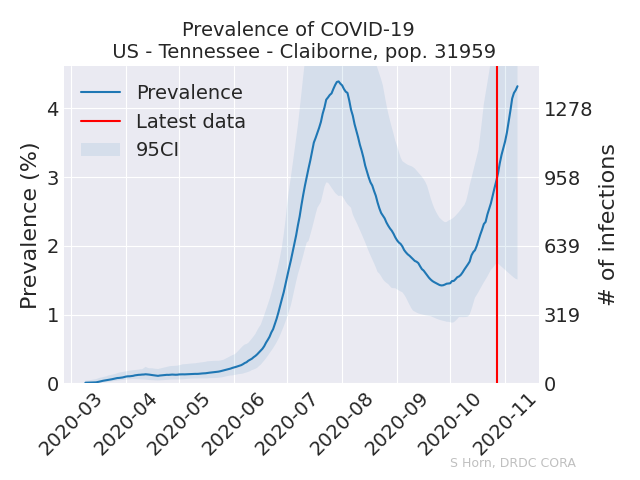 Prevalence of COVID-19
US - Tennessee - Claiborne, pop. 31959
Prevalence
Latest data
95CI
Prevalence (%)
4
3
2
1
0
1278
958
639
319
0
# of infections
2020-03
2020-04
2020-05
2020-06
2020-07
2020-08
2020-09
2020-10
2020-11
S Horn, DRDC CORA